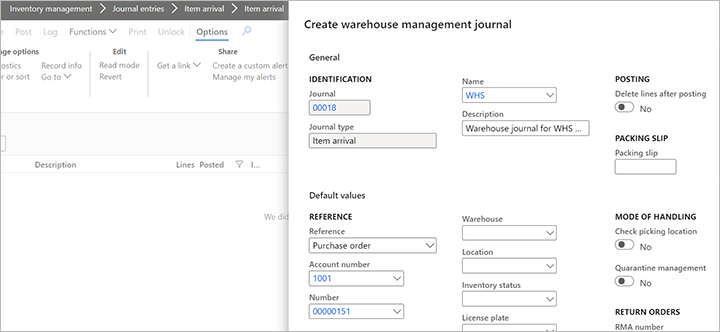 Inventory management > Journal entries > Item arrival > Item arrival
Post Log Functions Print Unlock Options
options Edit Share
Record info Read mode Get a link Create a custom alert
or sort Go to Revert Manage my alerts
Description Lines Posted I...
We did
Create warehouse management journal
General
IDENTIFICATION
Journal
00018
Journal type
Item arrival
Name
WHS
Description
Warehouse journal for WHS ...
POSTING
Delete lines after posting
No
PACKING SLIP
Packing slip
Default values
REFERENCE
Reference
Purchase order
Account number
1001
Number
00000151
Warehouse
Location
Inventory status
License plate
MODE OF HANDLING
Check picking location
No
Quarantine management
No
RETURN ORDERS
RMA number